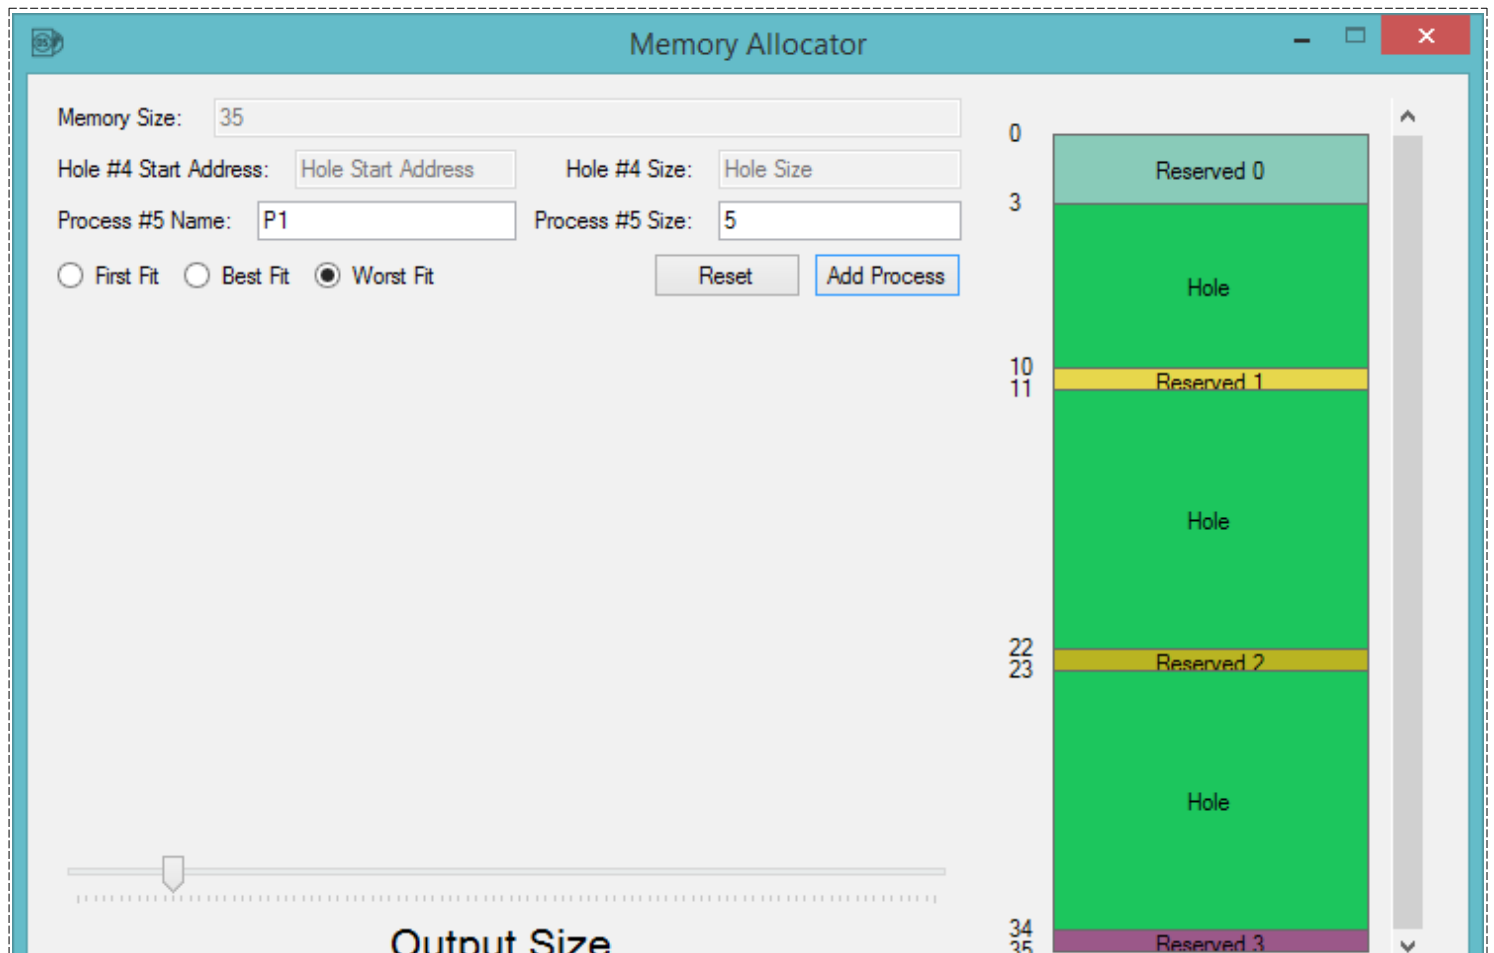 Memory Allocator
Memory Size: 35
Hole #4 Start Address: Hole Start Address Hole #4 Size: Hole Size
Process #5 Name: P1 Process #5 Size: 5
First Fit Best Fit Worst Fit Reset Add Process
Output Size
0
Reserved 0
3
Hole
10
Reserved 1
11
Hole
22
Reserved 2
23
Hole
34
Reserved 3
35